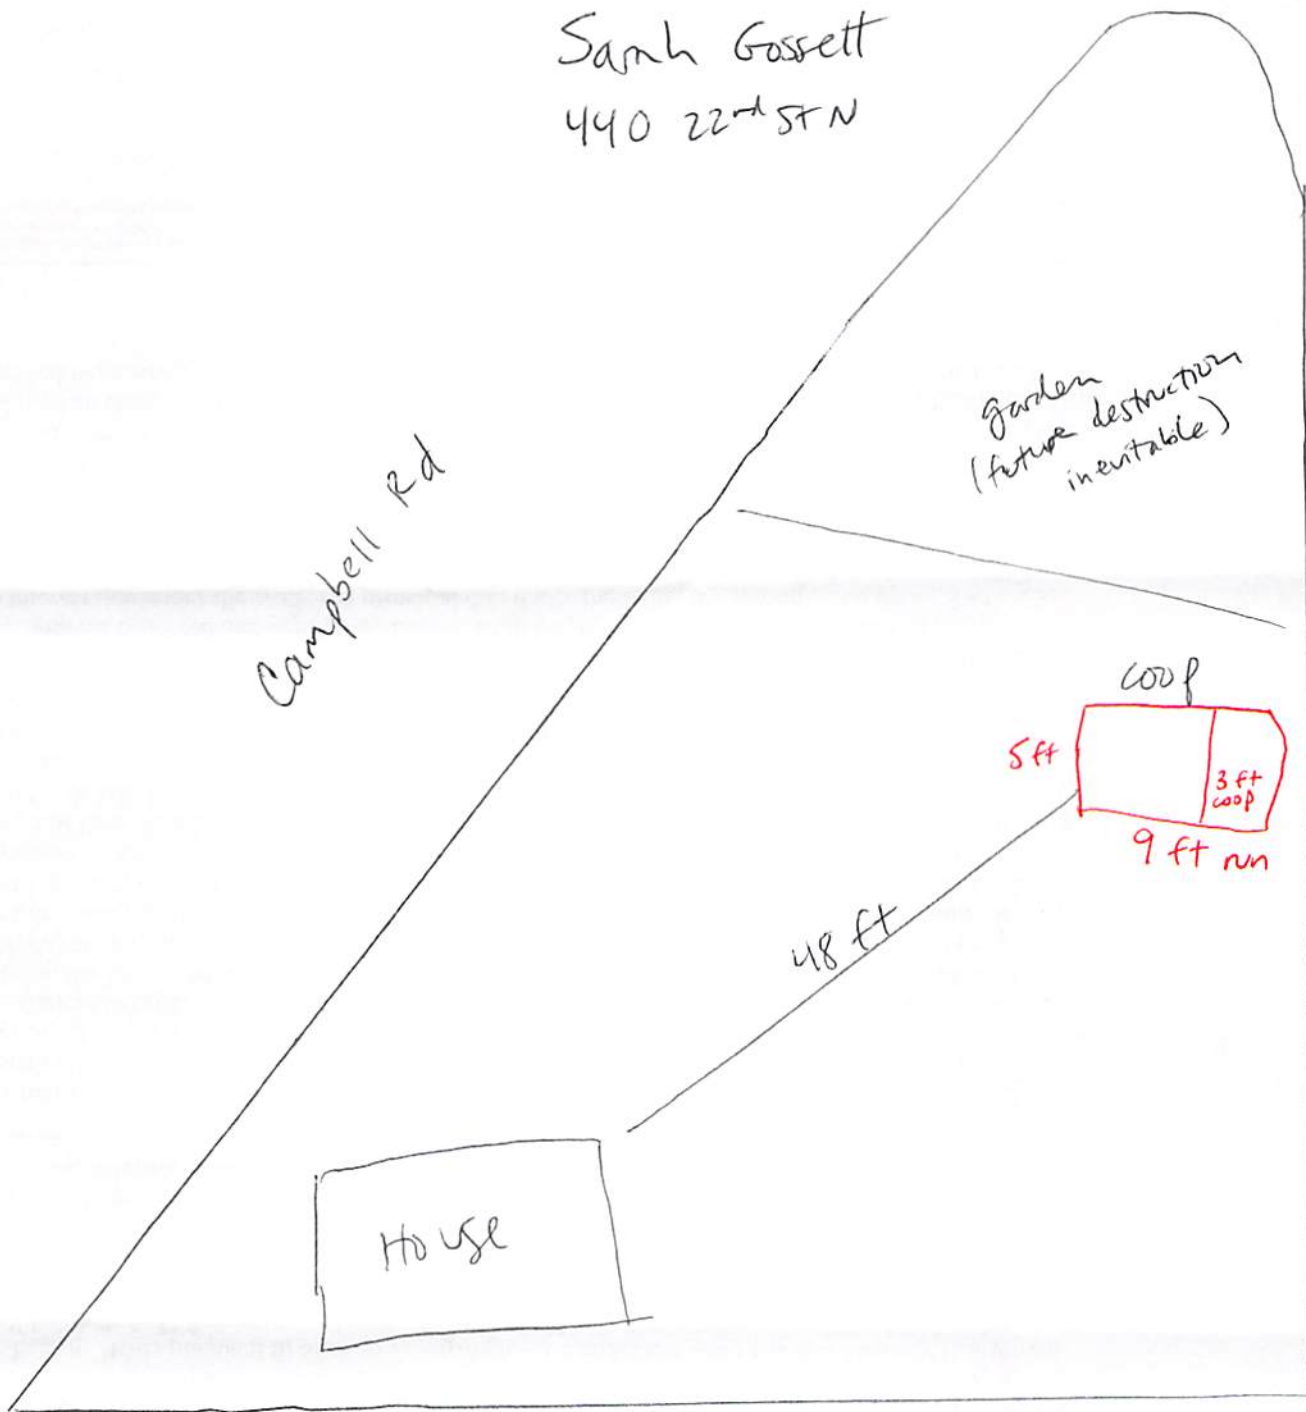 Sarah Gossett
440 22nd St N
Campbell Rd
garden
(future destruction
inevitable)
coop
5 ft
3 ft
coop
9 ft run
48 ft
House